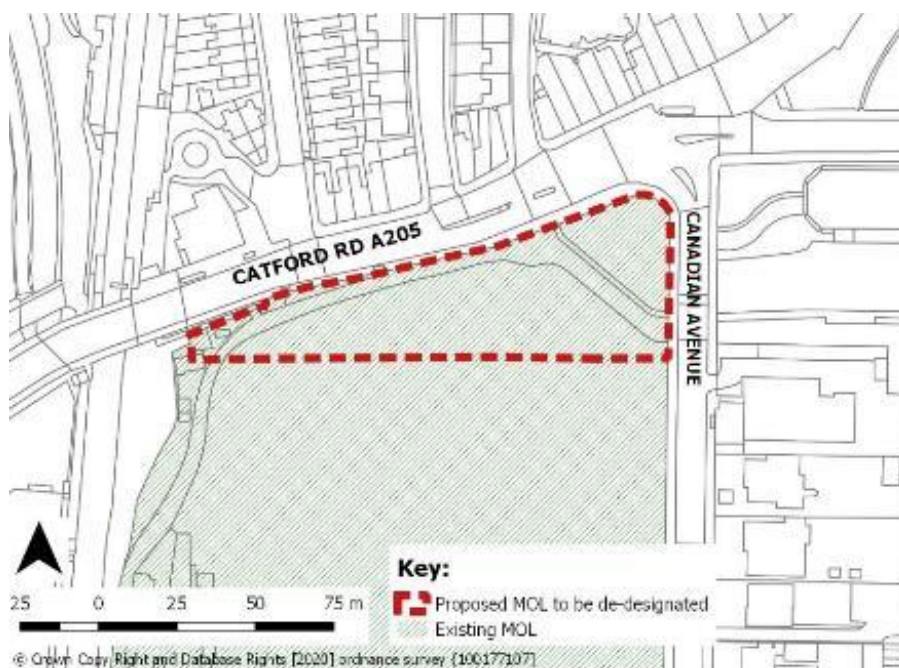 CATFORD RD A205
CANADIAN AVENUE
Key:
Proposed MOL to be de-designated
Existing MOL
25 0 25 50 75 m
© Crown Copy Right and Database Rights [2020] ordnance survey {100177107]